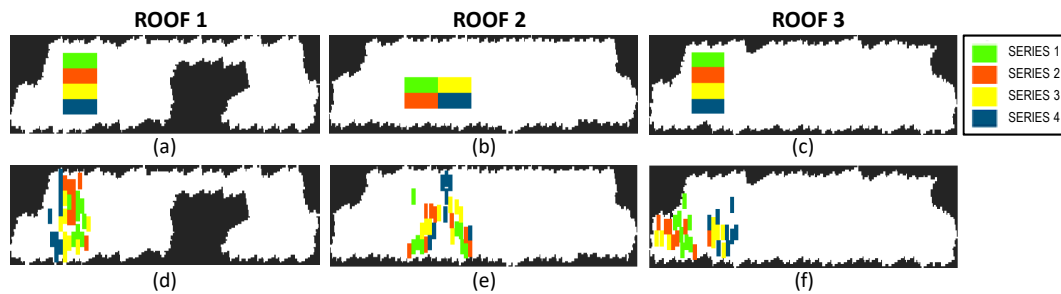 ROOF 1 ROOF 2 ROOF 3
SERIES 1
SERIES 2
SERIES 3
SERIES 4
(a) (b) (c)
(d) (e) (f)